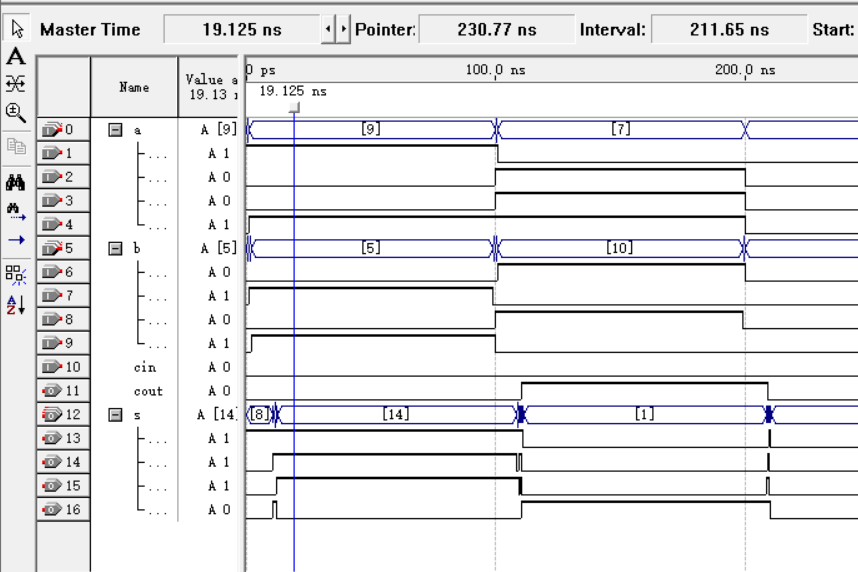 Master Time 19.125 ns Pointer: 230.77 ns Interval: 211.65 ns Start:
A
Name Value a 19.13 0 ps 100.0 ns 200.0 ns
19.125 ns
0 a A [9] [9] [7]
1 ... A 1
2 ... A 0
3 ... A 0
4 ... A 1
5 b A [5] [5] [10]
6 ... A 0
7 ... A 1
8 ... A 0
9 ... A 1
10 cin A 0
11 cout A 0
12 s A [14] [8] [14] [1]
13 ... A 1
14 ... A 1
15 ... A 1
16 ... A 0
A
Z